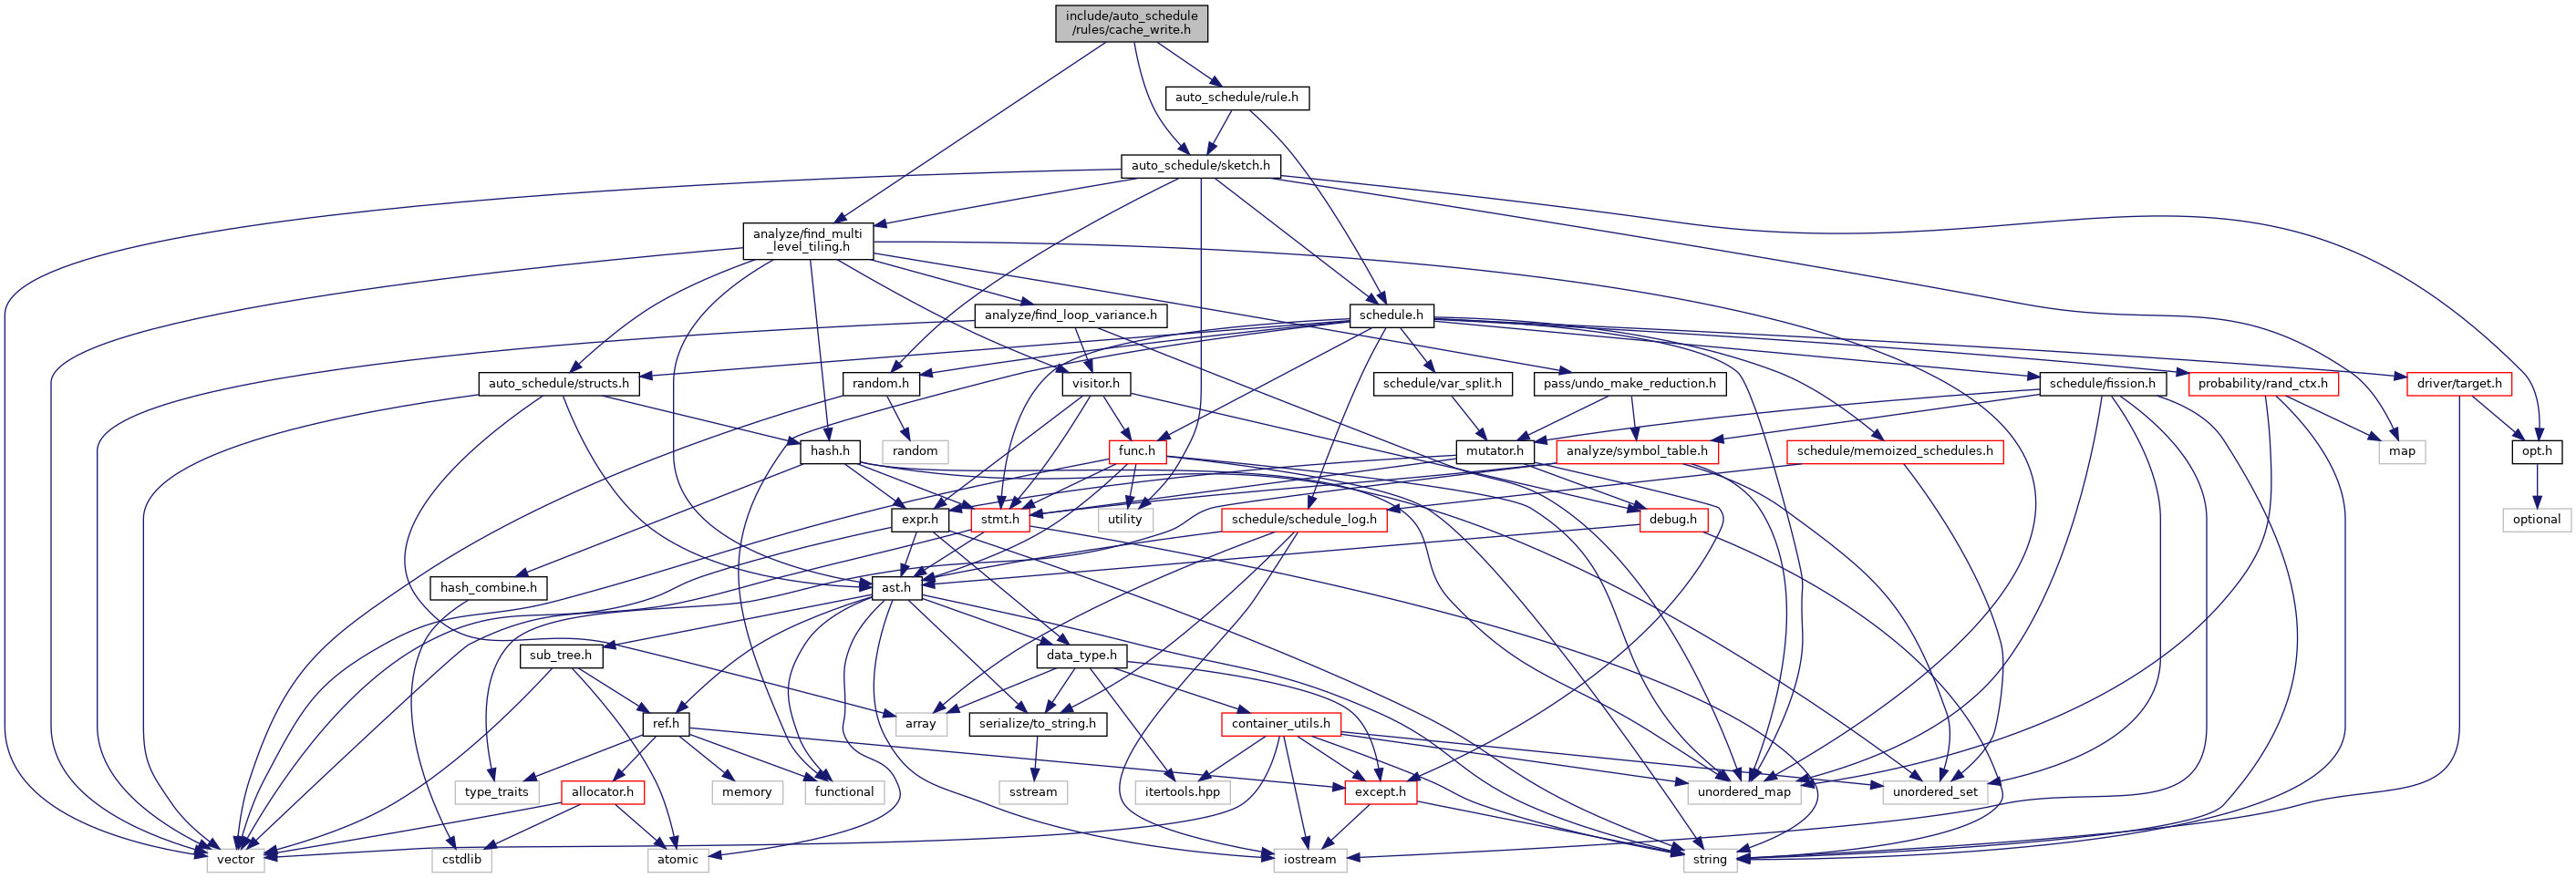 include/auto_schedule
/rules/cache_write.h
auto_schedule/rule.h
auto_schedule/sketch.h
analyze/find_multi
_level_tiling.h
analyze/find_loop_variance.h
schedule.h
auto_schedule/structs.h
random.h
visitor.h
schedule/var_split.h
pass/undo_make_reduction.h
schedule/fission.h
probability/rand_ctx.h
driver/target.h
hash.h
random
func.h
mutator.h
analyze/symbol_table.h
schedule/memoized_schedules.h
map
opt.h
expr.h
stmt.h
utility
schedule/schedule_log.h
debug.h
optional
hash_combine.h
ast.h
sub_tree.h
data_type.h
ref.h
array
serialize/to_string.h
container_utils.h
type_traits
allocator.h
memory
functional
sstream
itertools.hpp
except.h
unordered_map
unordered_set
vector
cstdlib
atomic
iostream
string